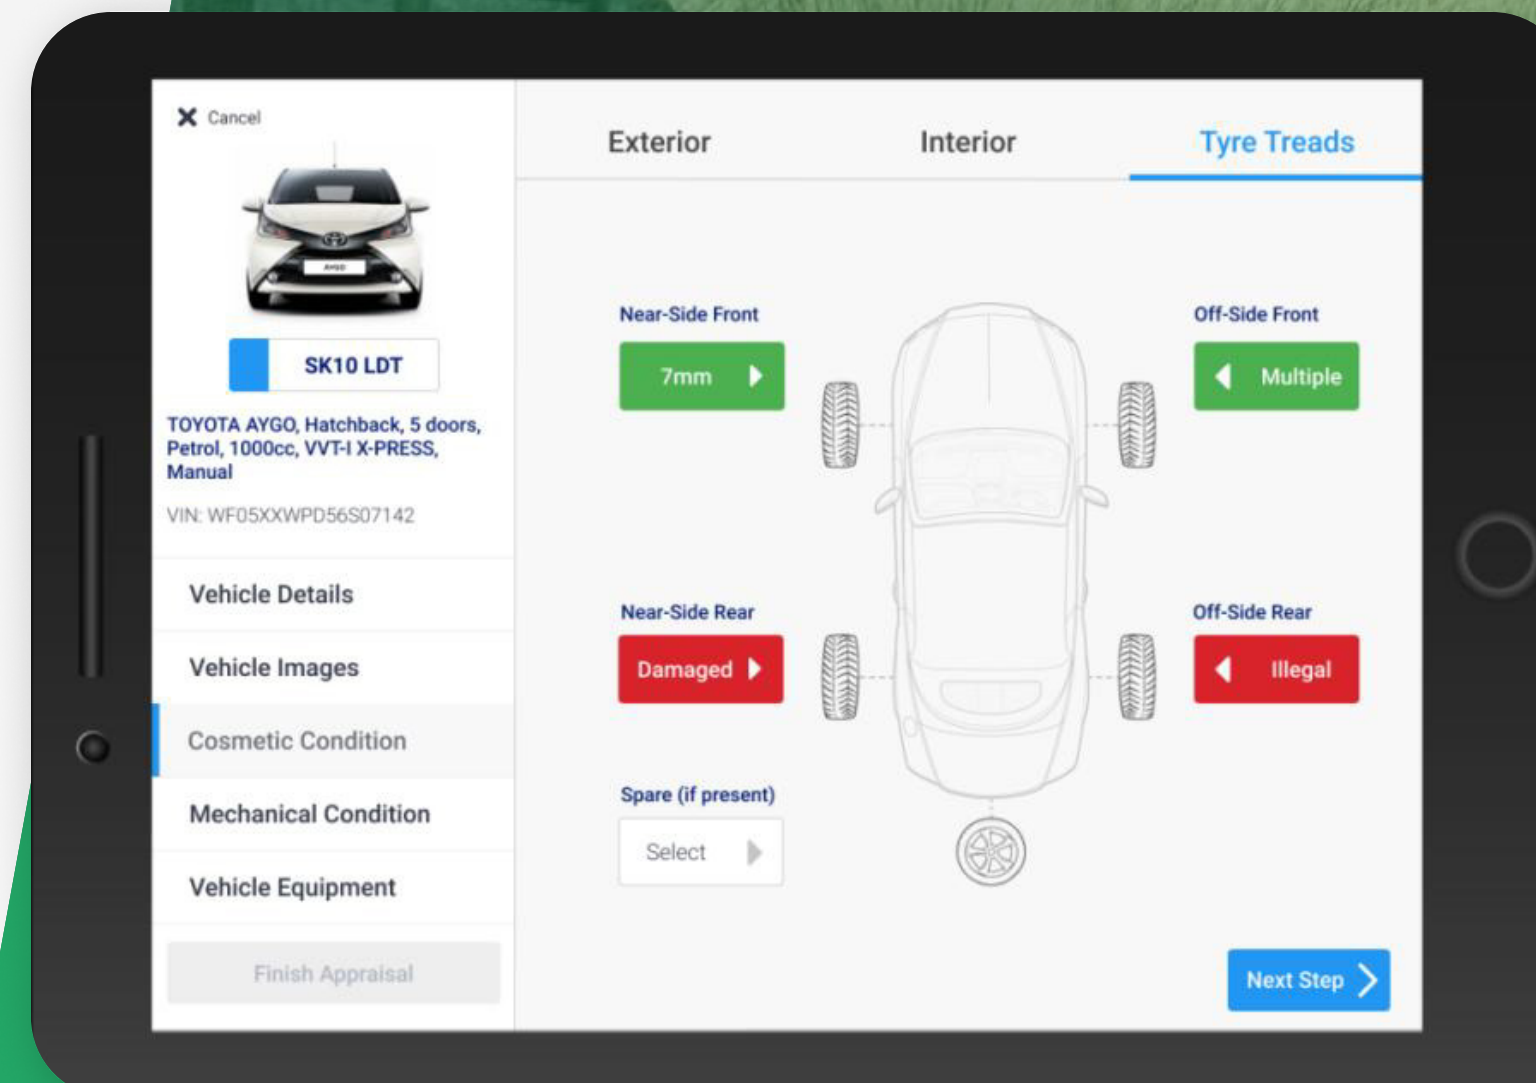 Cancel
AYGO
SK10 LDT
TOYOTA AYGO, Hatchback, 5 doors,
Petrol, 1000cc, VVT-I X-PRESS,
Manual
VIN: WF05XXWPD56S07142
Vehicle Details
Vehicle Images
Cosmetic Condition
Mechanical Condition
Vehicle Equipment
Finish Appraisal
Exterior
Interior
Tyre Treads
Near-Side Front
7mm
Off-Side Front
Multiple
Near-Side Rear
Damaged
Off-Side Rear
Illegal
Spare (if present)
Select
Next Step